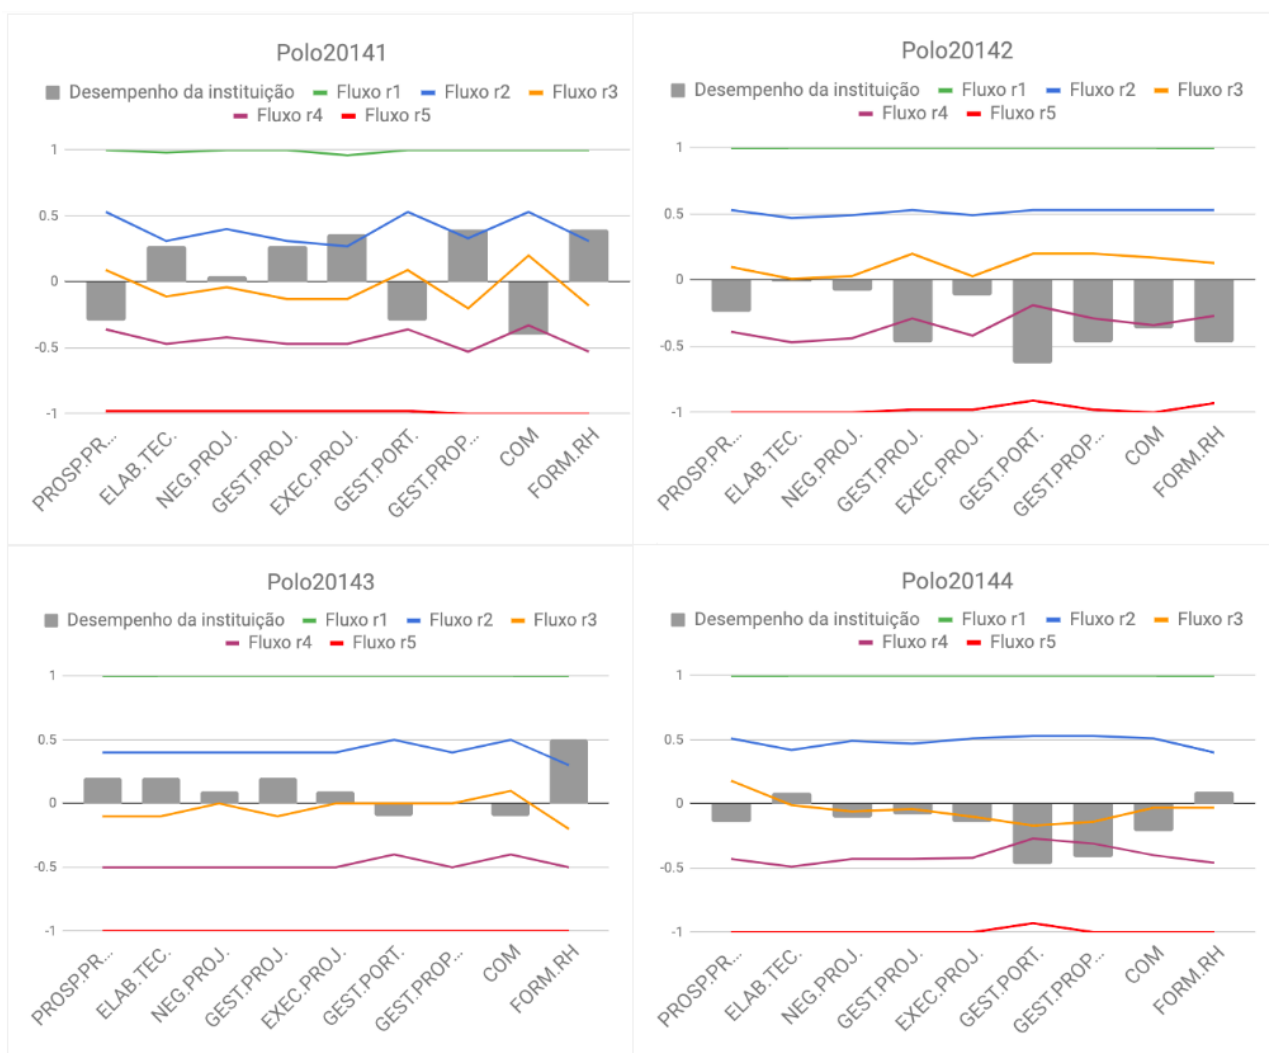 Polo20141
Desempenho da instituição Fluxo r1 Fluxo r2 Fluxo r3
Fluxo r4 Fluxo r5
1
0.5
0
-0.5
-1
PROSP.PR...
ELAB.TEC.
NEG.PROJ.
GEST.PROJ.
EXEC.PROJ.
GEST.PORT.
GEST.PROP...
COM
FORM.RH
Polo20142
Desempenho da instituição Fluxo r1 Fluxo r2 Fluxo r3
Fluxo r4 Fluxo r5
1
0.5
0
-0.5
-1
PROSP.PR...
ELAB.TEC.
NEG.PROJ.
GEST.PROJ.
EXEC.PROJ.
GEST.PORT.
GEST.PROP...
COM
FORM.RH
Polo20143
Desempenho da instituição Fluxo r1 Fluxo r2 Fluxo r3
Fluxo r4 Fluxo r5
1
0.5
0
-0.5
-1
PROSP.PR...
ELAB.TEC.
NEG.PROJ.
GEST.PROJ.
EXEC.PROJ.
GEST.PORT.
GEST.PROP...
COM
FORM.RH
Polo20144
Desempenho da instituição Fluxo r1 Fluxo r2 Fluxo r3
Fluxo r4 Fluxo r5
1
0.5
0
-0.5
-1
PROSP.PR...
ELAB.TEC.
NEG.PROJ.
GEST.PROJ.
EXEC.PROJ.
GEST.PORT.
GEST.PROP...
COM
FORM.RH